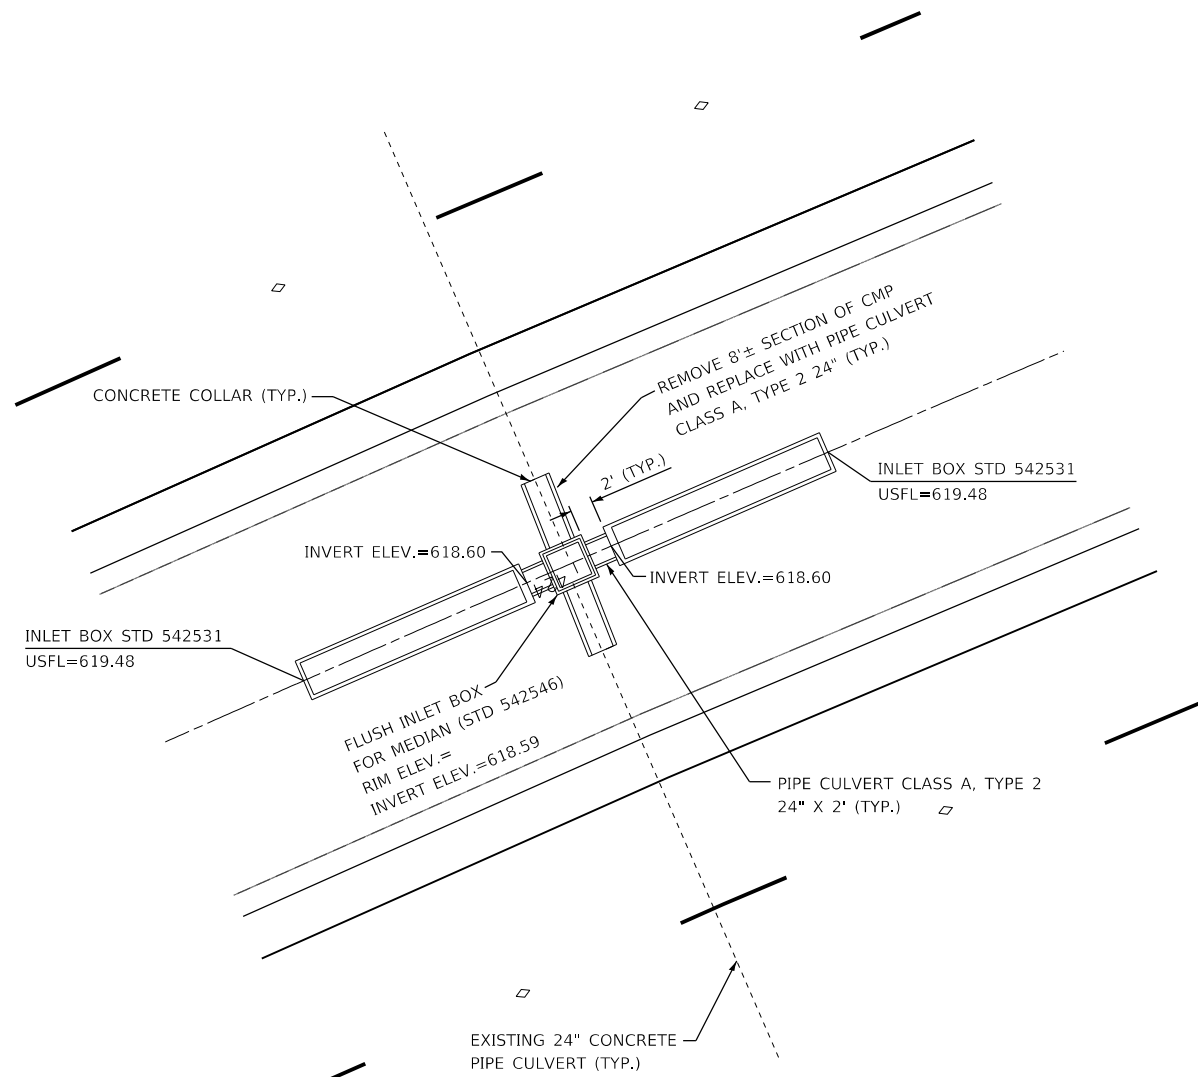 REMOVE 8'± SECTION OF CMP
AND REPLACE WITH PIPE CULVERT
CLASS A, TYPE 2 24" (TYP.)
CONCRETE COLLAR (TYP.)
2' (TYP.)
INLET BOX STD 542531
USFL=619.48
INVERT ELEV.=618.60
INVERT ELEV.=618.60
INLET BOX STD 542531
USFL=619.48
FLUSH INLET BOX
FOR MEDIAN (STD 542546)
RIM ELEV.=
INVERT ELEV.=618.59
PIPE CULVERT CLASS A, TYPE 2
24" X 2' (TYP.)
EXISTING 24" CONCRETE
PIPE CULVERT (TYP.)